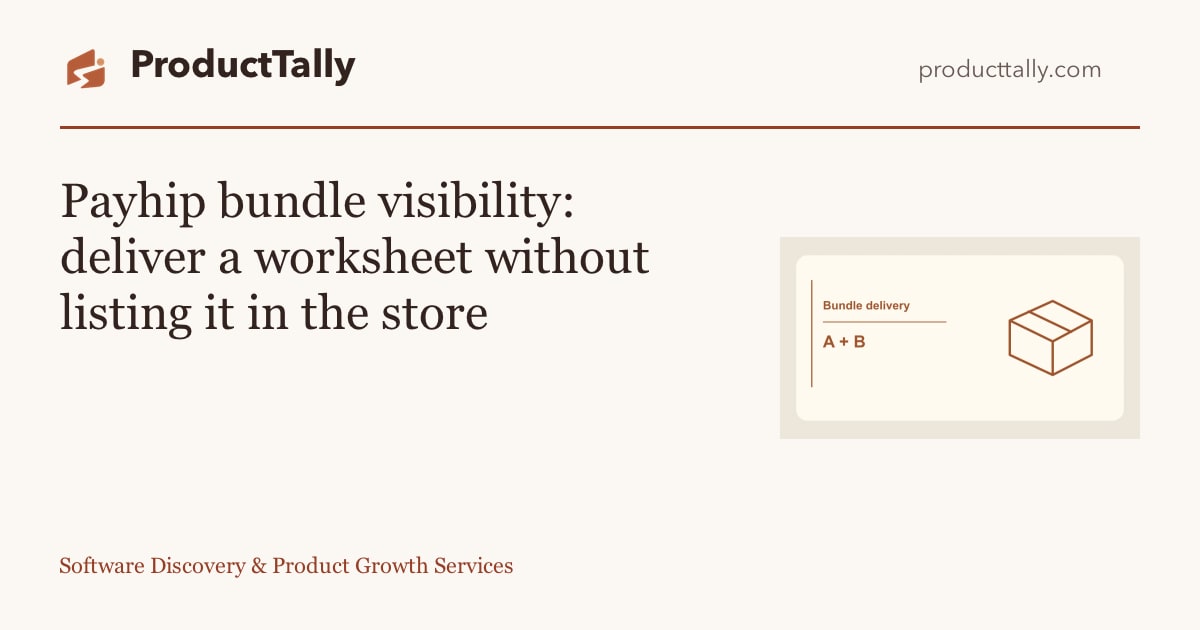 ProductTally
producttally.com
Payhip bundle visibility:
deliver a worksheet without
listing it in the store
Bundle delivery
A + B
Software Discovery & Product Growth Services